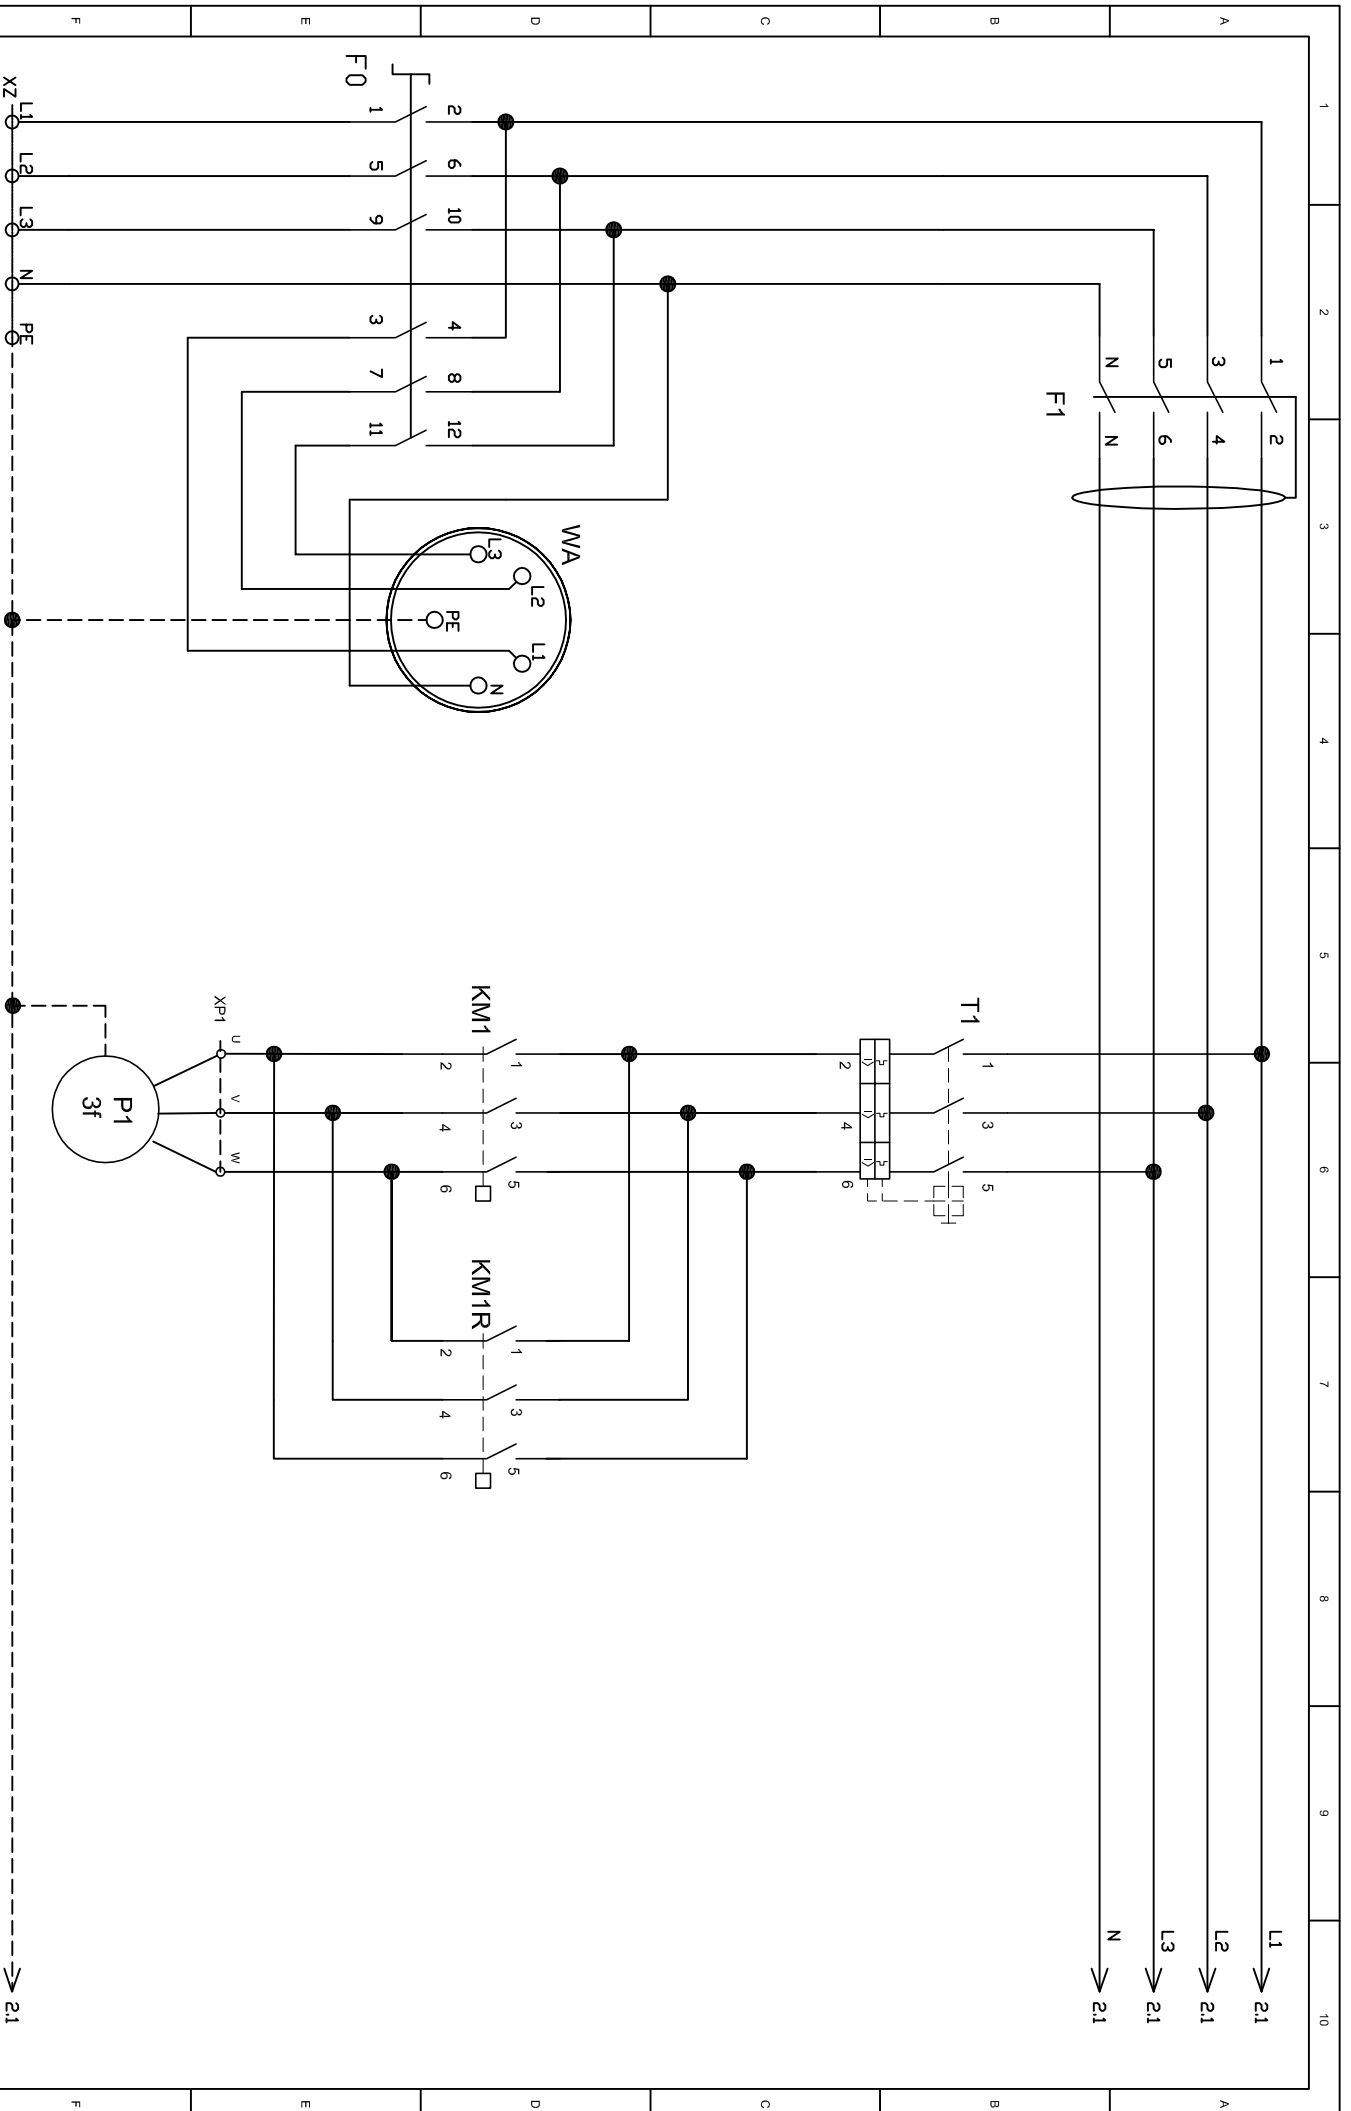 1 2 3 4 5 6 7 8 9 10
A A
B B
C C
D D
E E
F F
L1 2.1
L2 2.1
L3 2.1
N 2.1
1 2
3 4
5 6
N N
F1
T1
1 3 5
2 4 6
WA
L3 L2 PE L1 N
2 6 10 4 8 12
1 5 9 3 7 11
F0
KM1
1 3 5
2 4 6
KM1R
1 3 5
2 4 6
XP1 U V W
P1
3f
XZ L1 L2 L3 N PE
2.1